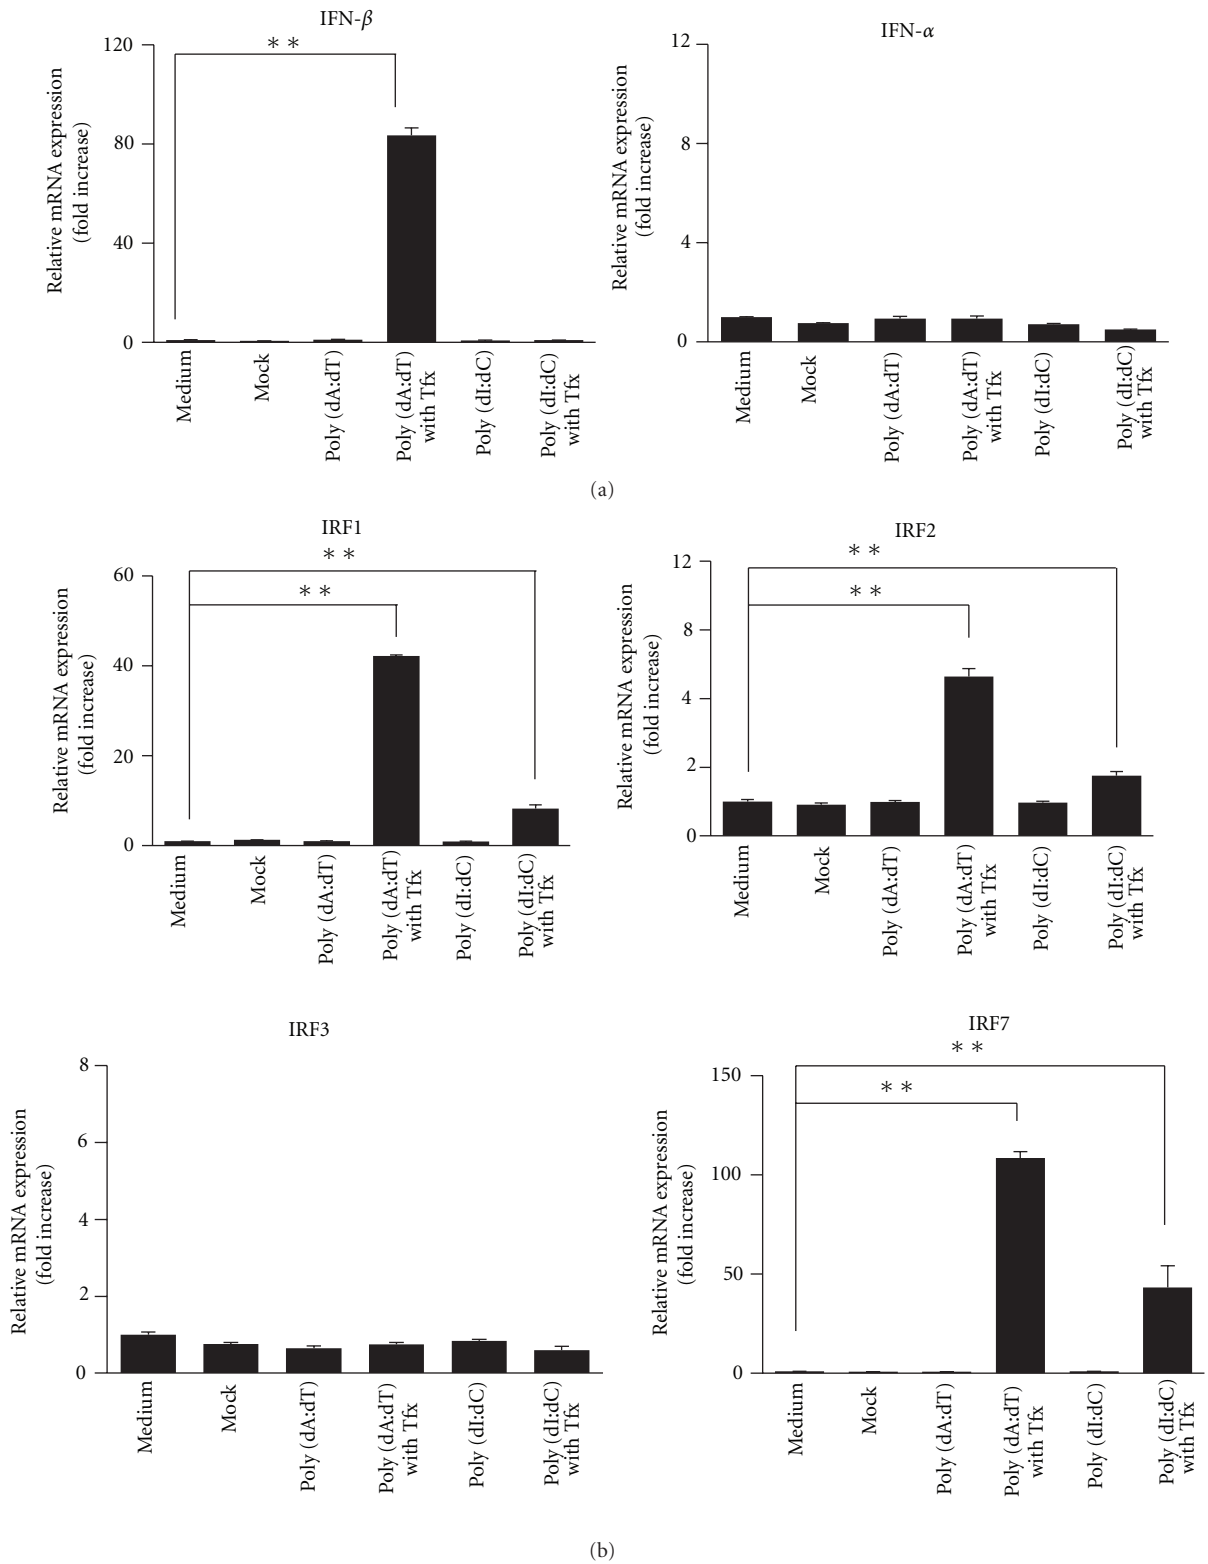 IFN-β
* *
120
80
40
0
Relative mRNA expression
(fold increase)
Medium
Mock
Poly (dA:dT)
Poly (dA:dT)
with Tfx
Poly (dI:dC)
Poly (dI:dC)
with Tfx
IFN-α
12
8
4
0
Relative mRNA expression
(fold increase)
Medium
Mock
Poly (dA:dT)
Poly (dA:dT)
with Tfx
Poly (dI:dC)
Poly (dI:dC)
with Tfx
(a)
IRF1
* *
* *
60
40
20
0
Relative mRNA expression
(fold increase)
Medium
Mock
Poly (dA:dT)
Poly (dA:dT)
with Tfx
Poly (dI:dC)
Poly (dI:dC)
with Tfx
IRF2
* *
* *
12
8
4
2
0
Relative mRNA expression
(fold increase)
Medium
Mock
Poly (dA:dT)
Poly (dA:dT)
with Tfx
Poly (dI:dC)
Poly (dI:dC)
with Tfx
IRF3
8
6
4
2
0
Relative mRNA expression
(fold increase)
Medium
Mock
Poly (dA:dT)
Poly (dA:dT)
with Tfx
Poly (dI:dC)
Poly (dI:dC)
with Tfx
IRF7
* *
* *
150
100
50
0
Relative mRNA expression
(fold increase)
Medium
Mock
Poly (dA:dT)
Poly (dA:dT)
with Tfx
Poly (dI:dC)
Poly (dI:dC)
with Tfx
(b)